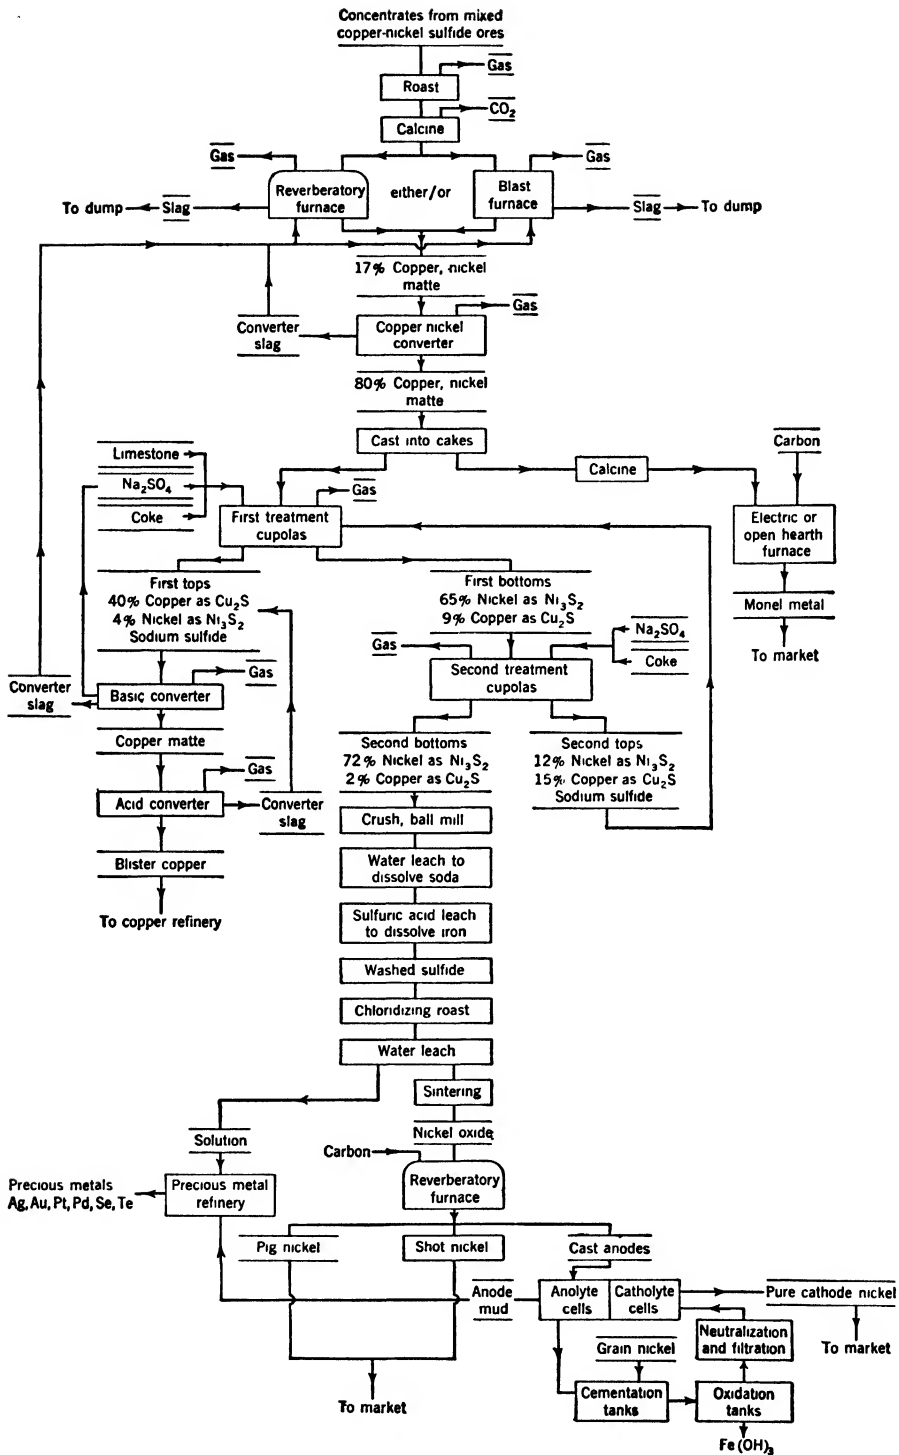 Concentrates from mixed
copper-nickel sulfide ores
Gas
Roast
CO₂
Calcine
Gas
Gas
Reverberatory
furnace
either/or
Blast
furnace
To dump
Slag
Slag
To dump
17% Copper, nickel
matte
Gas
Converter
slag
Copper nickel
converter
80% Copper, nickel
matte
Cast into cakes
Carbon
Limestone
Calcine
Na₂SO₄
Gas
Coke
First treatment
cupolas
Electric or
open hearth
furnace
First tops
40% Copper as Cu₂S
4% Nickel as Ni₃S₂
Sodium sulfide
First bottoms
65% Nickel as Ni₃S₂
9% Copper as Cu₂S
Monel metal
Na₂SO₄
Gas
To market
Coke
Second treatment
cupolas
Converter
slag
Gas
Basic converter
Copper matte
Second bottoms
72% Nickel as Ni₃S₂
2% Copper as Cu₂S
Second tops
12% Nickel as Ni₃S₂
15% Copper as Cu₂S
Sodium sulfide
Gas
Acid converter
Converter
slag
Crush, ball mill
Blister copper
Water leach to
dissolve soda
To copper refinery
Sulfuric acid leach
to dissolve iron
Washed sulfide
Chloridizing roast
Water leach
Sintering
Solution
Nickel oxide
Carbon
Precious metals
Ag, Au, Pt, Pd, Se, Te
Precious metal
refinery
Reverberatory
furnace
Pig nickel
Shot nickel
Cast anodes
Anode
mud
Anolyte
cells
Catholyte
cells
Pure cathode nickel
Neutralization
and filtration
To market
Grain nickel
To market
Cementation
tanks
Oxidation
tanks
Fe(OH)₃